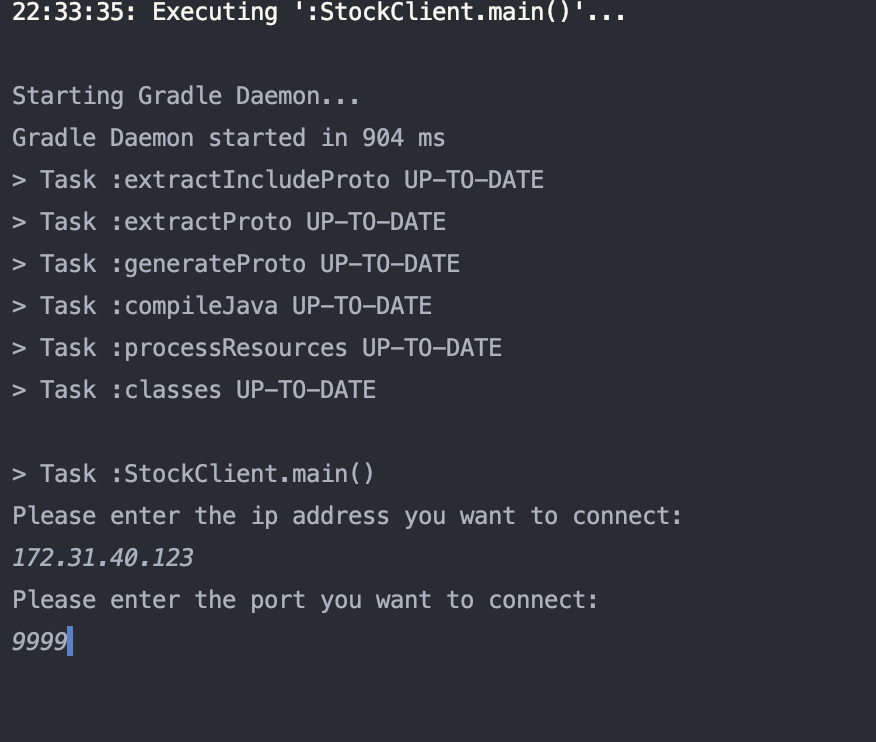 22:33:35: Executing ':StockClient.main()'...
Starting Gradle Daemon...
Gradle Daemon started in 904 ms
> Task :extractIncludeProto UP-TO-DATE
> Task :extractProto UP-TO-DATE
> Task :generateProto UP-TO-DATE
> Task :compileJava UP-TO-DATE
> Task :processResources UP-TO-DATE
> Task :classes UP-TO-DATE
> Task :StockClient.main()
Please enter the ip address you want to connect:
172.31.40.123
Please enter the port you want to connect:
9999